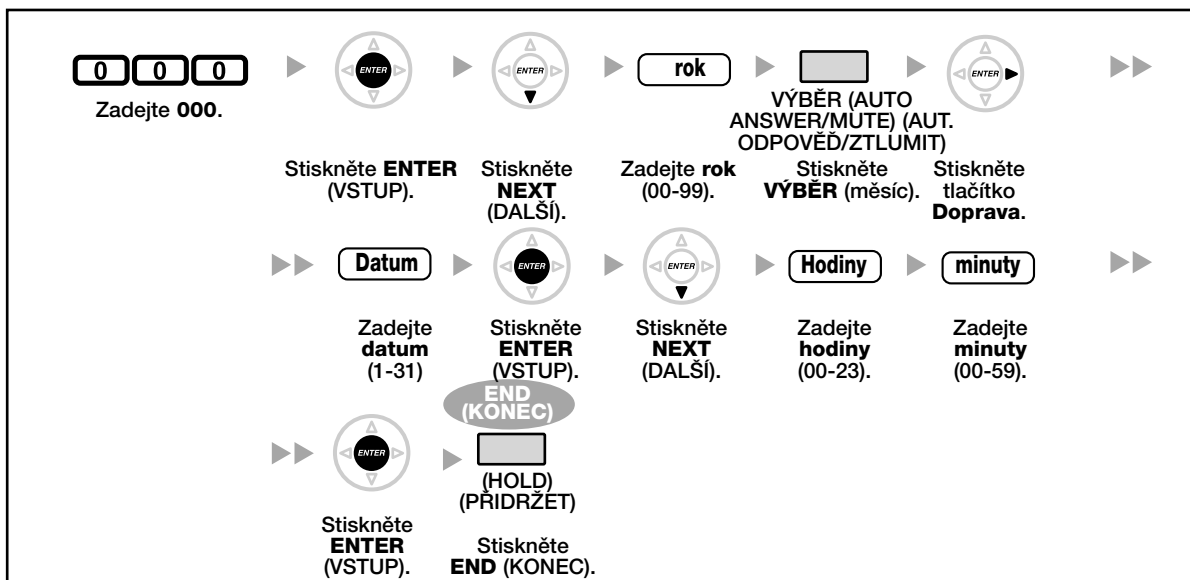 0 0 0
Zadejte 000.
ENTER
ENTER
rok
VÝBĚR (AUTO
ANSWER/MUTE) (AUT.
ODPOVĚĎ/ZTLUMIT)
ENTER
Stiskněte ENTER
(VSTUP).
Stiskněte
NEXT
(DALŠÍ).
Zadejte rok
(00-99).
Stiskněte
VÝBĚR (měsíc).
Stiskněte
tlačítko
Doprava.
Datum
ENTER
ENTER
Hodiny
minuty
Zadejte
datum
(1-31)
Stiskněte
ENTER
(VSTUP).
Stiskněte
NEXT
(DALŠÍ).
Zadejte
hodiny
(00-23).
Zadejte
minuty
(00-59).
ENTER
END
(KONEC)
(HOLD)
(PŘIDRŽET)
Stiskněte
ENTER
(VSTUP).
Stiskněte
END (KONEC).